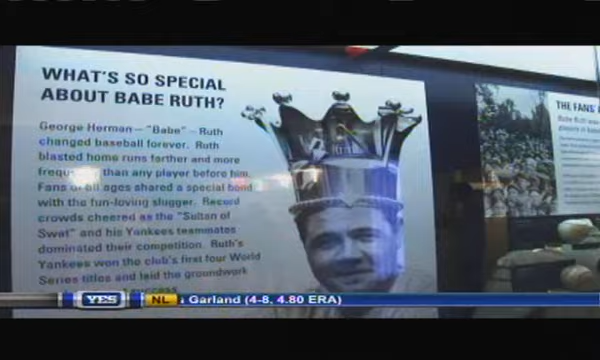 WHAT'S SO SPECIAL
ABOUT BABE RUTH?
George Herman — "Babe" — Ruth
changed baseball forever. Ruth
blasted home runs farther and more
than any player before him.
Fans of all ages shared a special bond
with the fun-loving slugger. Record
crowds cheered as the "Sultan of
Swat" and his Yankees teammates
dominated their competition. Ruth's
Yankees won the club's first four World
Series titles and laid the groundwork
success
THE FANS'
Babe Ruth was
YES NL Garland (4-8, 4.80 ERA)